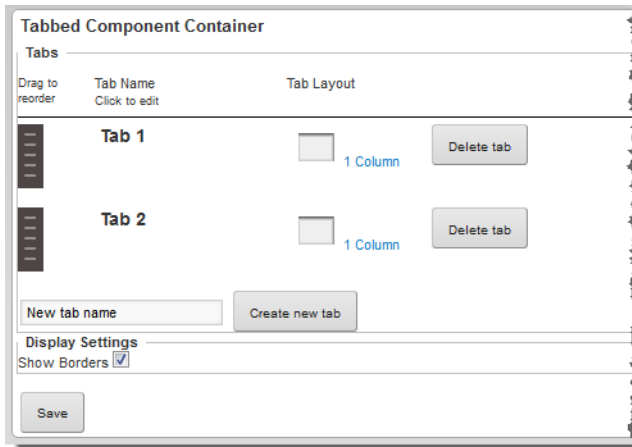 Tabbed Component Container
Tabs
Drag to reorder
Tab Name
Click to edit
Tab Layout
Tab 1
1 Column
Delete tab
Tab 2
1 Column
Delete tab
New tab name
Create new tab
Display Settings
Show Borders
Save